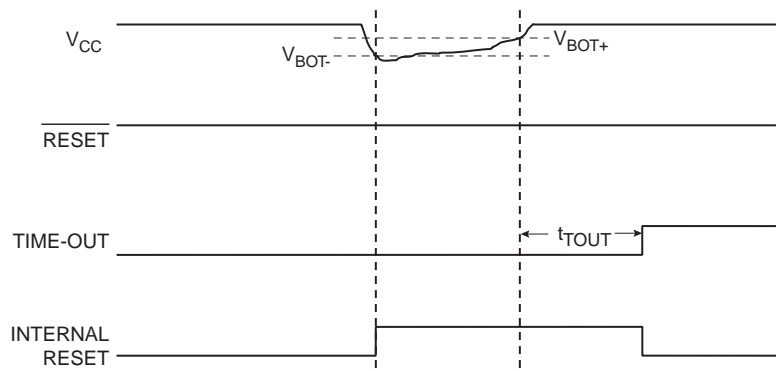 VCC
VBOT-
VBOT+
RESET
TIME-OUT
tTOUT
INTERNAL
RESET